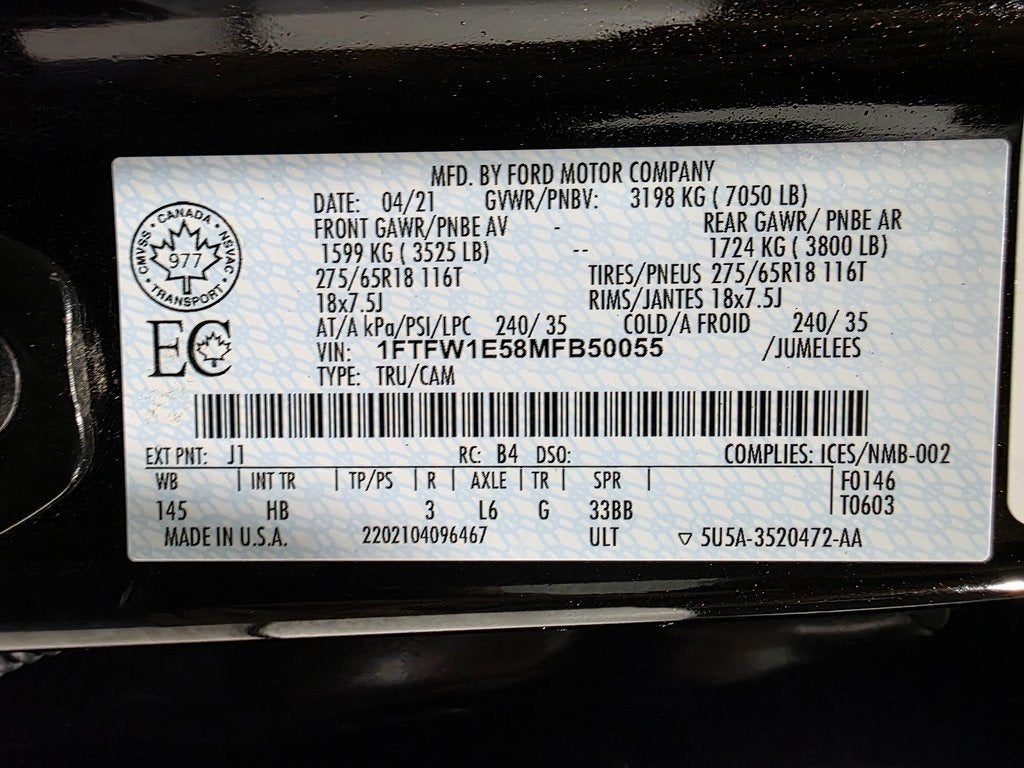 MFD. BY FORD MOTOR COMPANY
DATE: 04/21 GVWR/PNBV: 3198 KG ( 7050 LB)
FRONT GAWR/PNBE AV - REAR GAWR/ PNBE AR
1599 KG ( 3525 LB) -- 1724 KG ( 3800 LB)
275/65R18 116T TIRES/PNEUS 275/65R18 116T
18x7.5J RIMS/JANTES 18x7.5J
AT/A kPa/PSI/LPC 240/ 35 COLD/A FROID 240/ 35
VIN: 1FTFW1E58MFB50055 /JUMELEES
TYPE: TRU/CAM
CANADA
CMVSS
NSVAC
977
TRANSPORT
EC
EXT PNT: J1 RC: B4 DSO: COMPLIES: ICES/NMB-002
WB | INT TR | TP/PS | R | AXLE | TR | SPR | F0146
145 HB 3 L6 G 33BB T0603
MADE IN U.S.A. 2202104096467 ULT ▽ 5U5A-3520472-AA